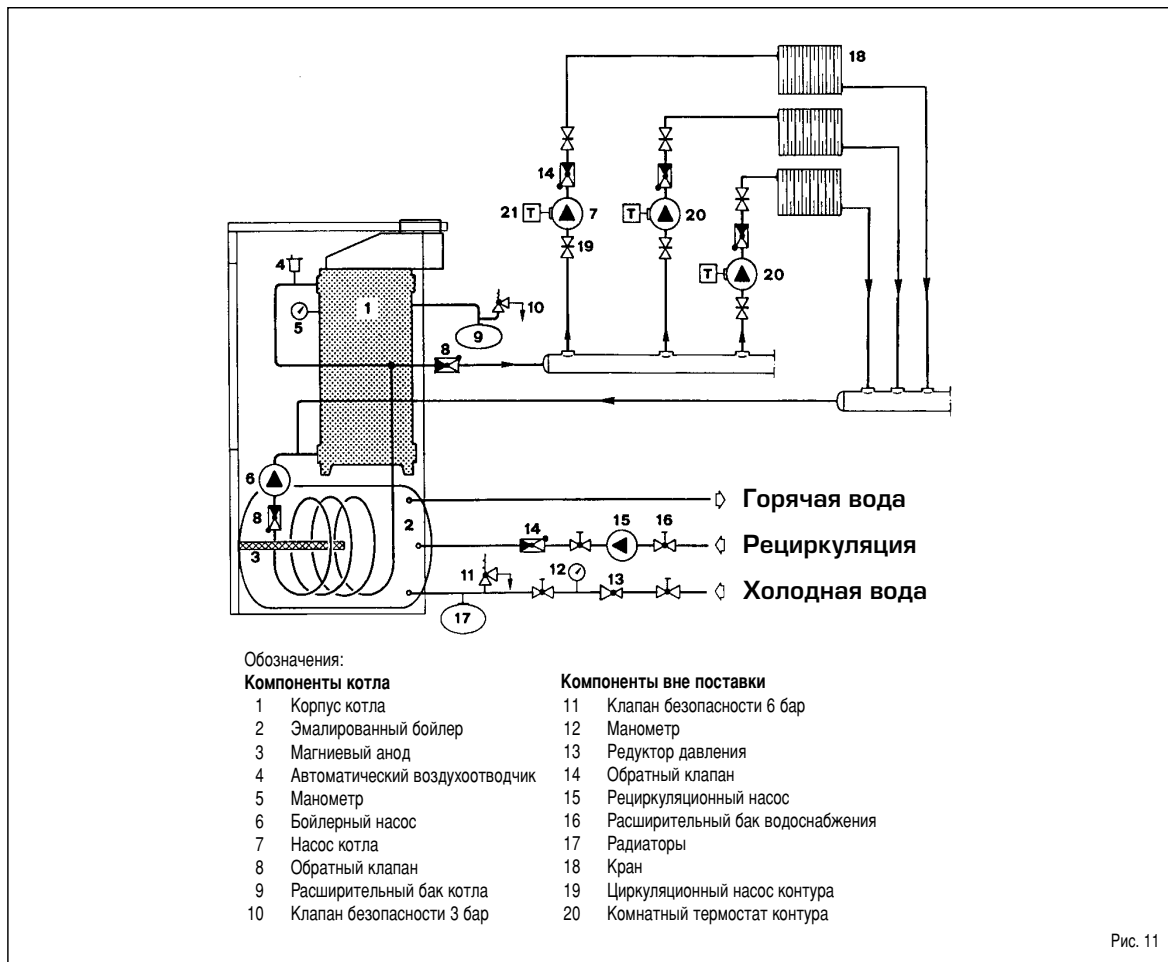 18
14
21 T 7
T 20
19
T 20
4
1
5
10
9
8
6
8
2
3
Горячая вода
14 15 16
Рециркуляция
11 12 13
Холодная вода
17
Обозначения:
Компоненты котла
1 Корпус котла
2 Эмалированный бойлер
3 Магниевый анод
4 Автоматический воздухоотводчик
5 Манометр
6 Бойлерный насос
7 Насос котла
8 Обратный клапан
9 Расширительный бак котла
10 Клапан безопасности 3 бар
Компоненты вне поставки
11 Клапан безопасности 6 бар
12 Манометр
13 Редуктор давления
14 Обратный клапан
15 Рециркуляционный насос
16 Расширительный бак водоснабжения
17 Радиаторы
18 Кран
19 Циркуляционный насос контура
20 Комнатный термостат контура
Рис. 11